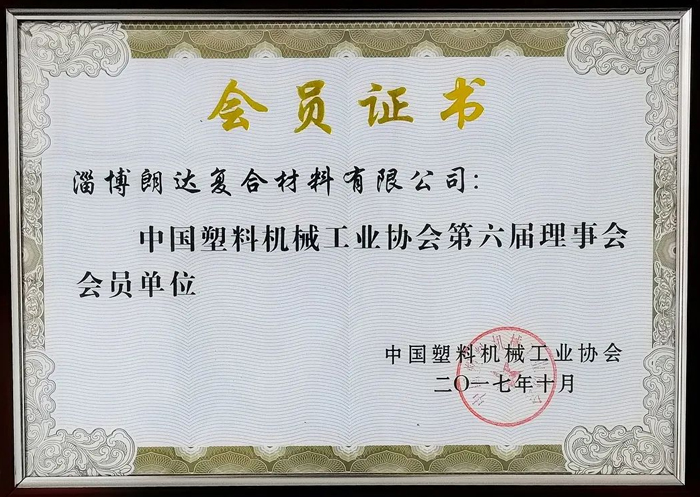 会员证书
淄博朗达复合材料有限公司:
中国塑料机械工业协会第六届理事会
会员单位
中国塑料机械工业协会
二〇一七年十月